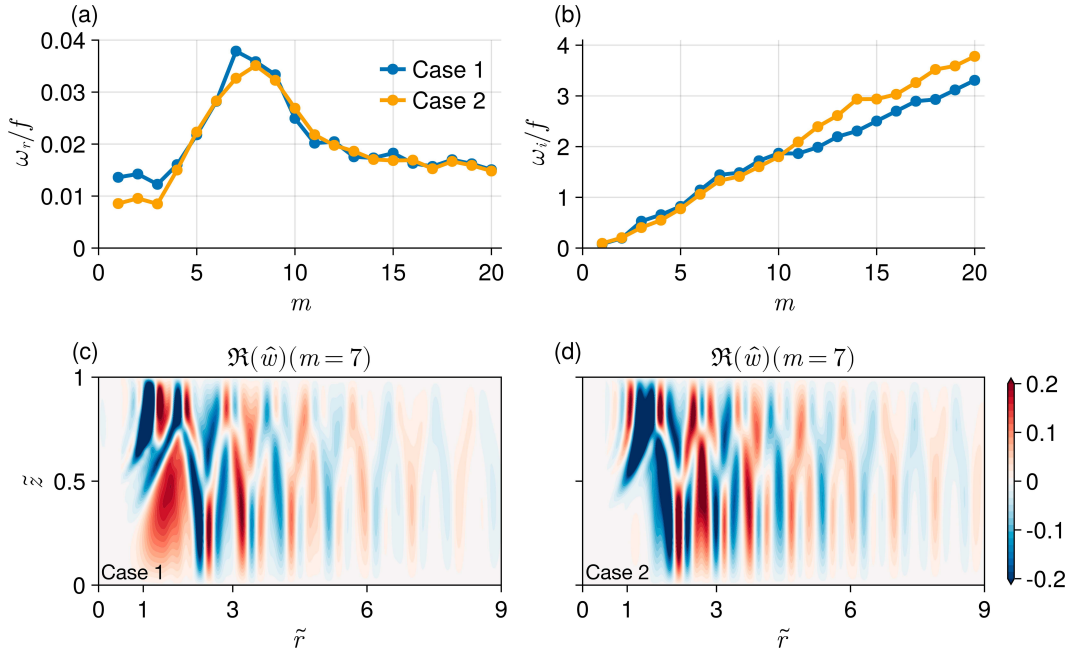 (a)
0.04
0.03
0.02
0.01
0
ω_r/f
0
5
10
15
20
m
Case 1
Case 2
(b)
4
3
2
1
0
ω_i/f
0
5
10
15
20
m
(c)
ℜ(ŵ)(m = 7)
1
0.5
0
z̃
Case 1
0
1
3
9
r̃
(d)
ℜ(ŵ)(m = 7)
Case 2
0
1
3
6
9
r̃
0.2
0.1
0
-0.1
-0.2